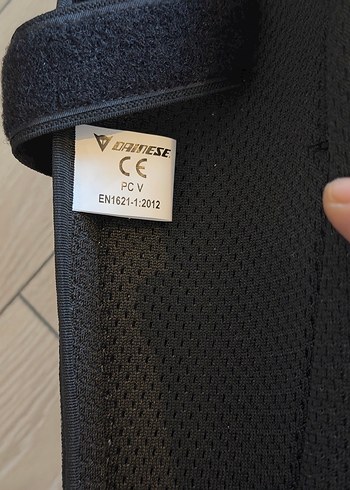 DAINESE
CE
PC V
EN1621-1:2012